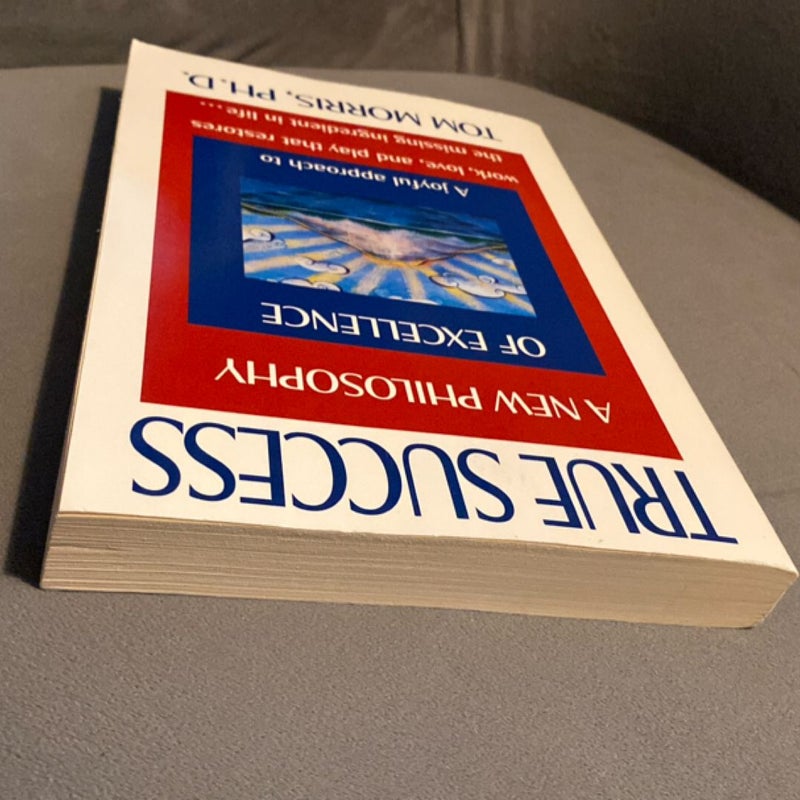 TRUE SUCCESS
A NEW PHILOSOPHY
OF EXCELLENCE
A joyful approach to
work, love, and play that restores
the missing ingredient in life...
TOM MORRIS, PH.D.